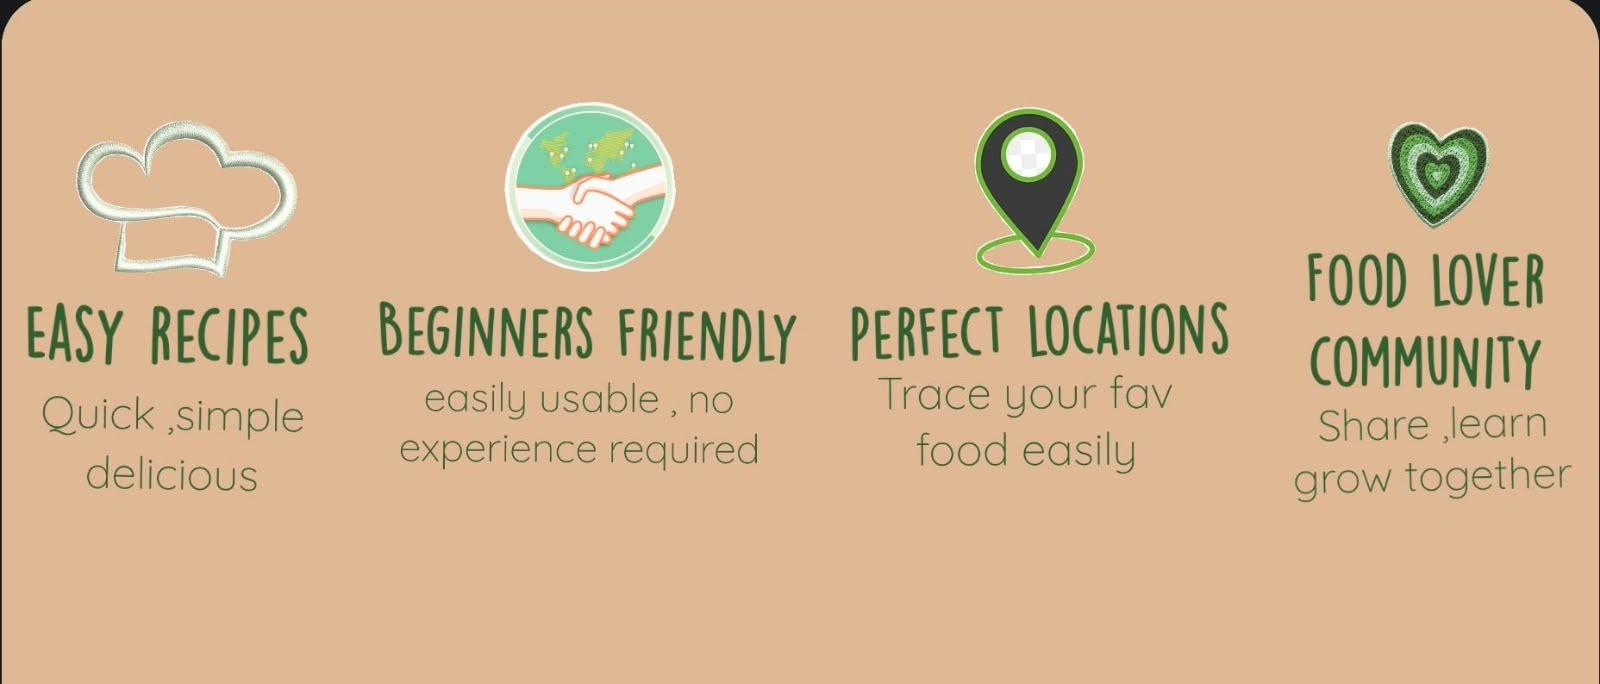 EASY RECIPES
Quick ,simple
delicious
BEGINNERS FRIENDLY
easily usable , no
experience required
PERFECT LOCATIONS
Trace your fav
food easily
FOOD LOVER
COMMUNITY
Share ,learn
grow together